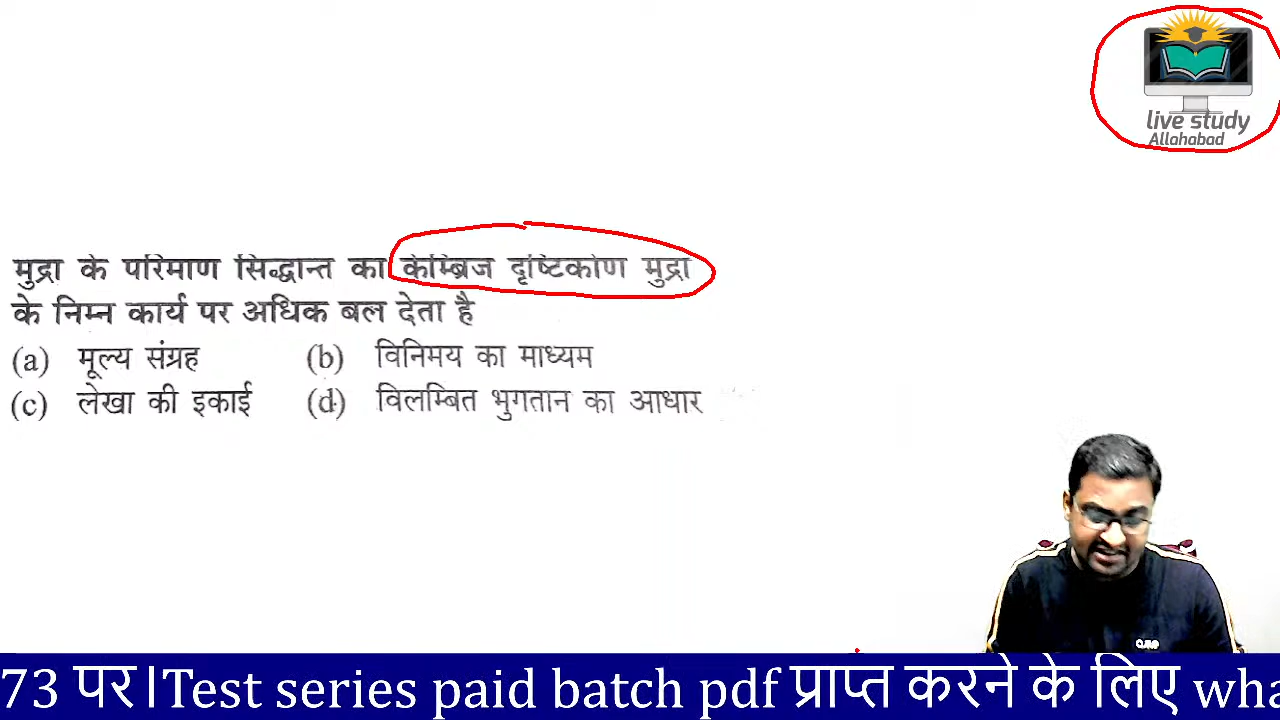 live study
Allahabad
मुद्रा के परिमाण सिद्धान्त का केम्ब्रिज दृष्टिकोण मुद्रा
के निम्न कार्य पर अधिक बल देता है
(a) मूल्य संग्रह (b) विनिमय का माध्यम
(c) लेखा की इकाई (d) विलम्बित भुगतान का आधार
73 पर।Test series paid batch pdf प्राप्त करने के लिए wha